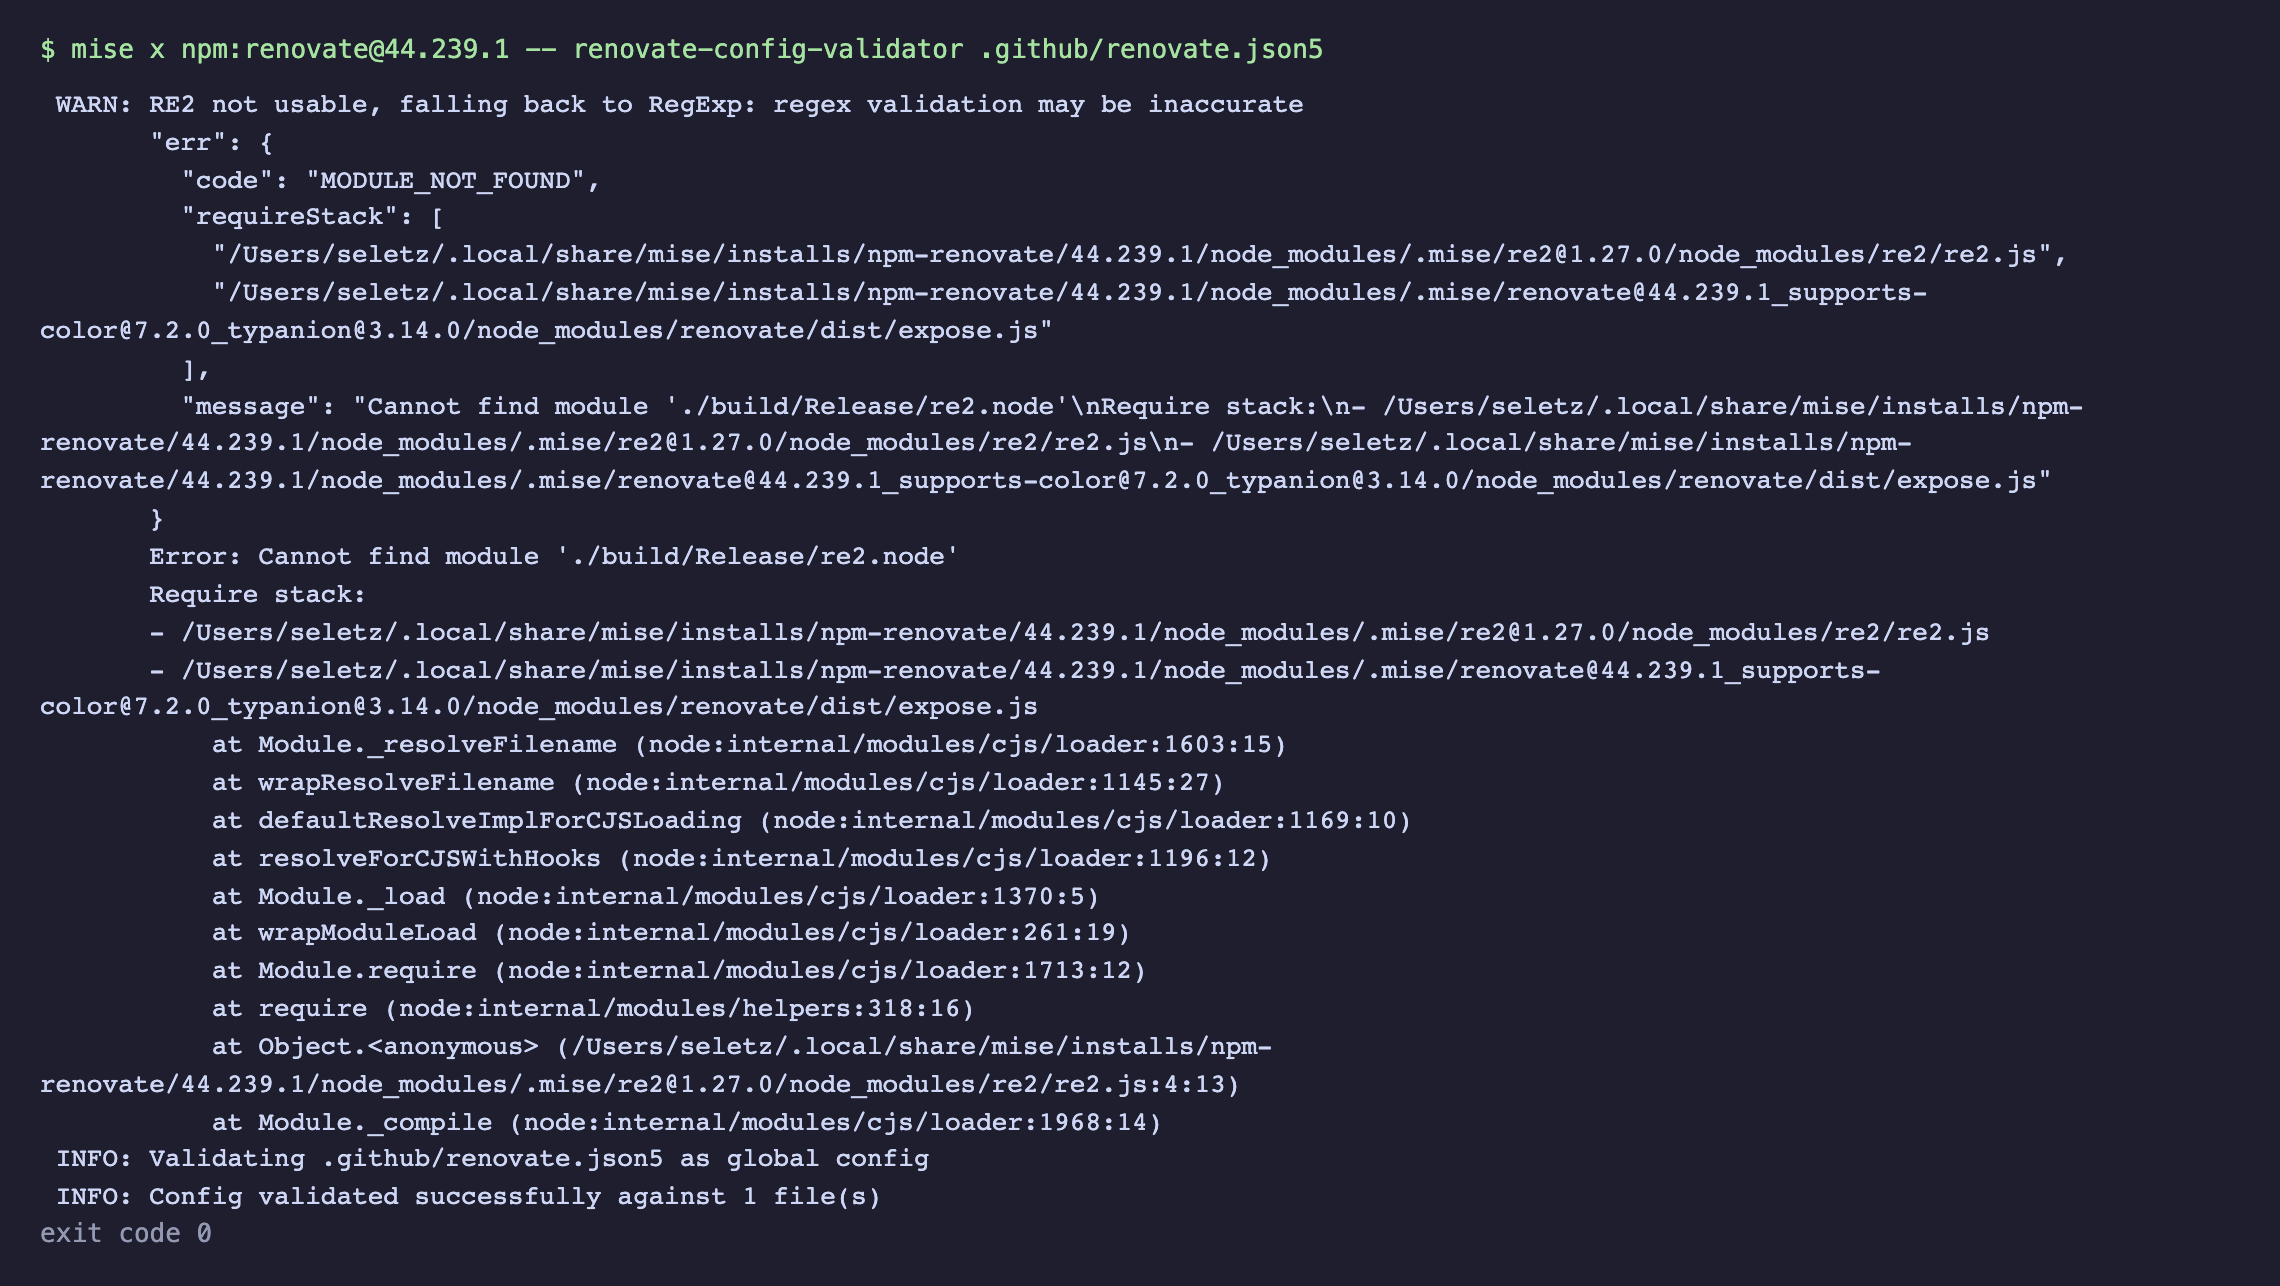 $ mise x npm:renovate@44.239.1 -- renovate-config-validator .github/renovate.json5
WARN: RE2 not usable, falling back to RegExp: regex validation may be inaccurate
"err": {
"code": "MODULE_NOT_FOUND",
"requireStack": [
"/Users/seletz/.local/share/mise/installs/npm-renovate/44.239.1/node_modules/.mise/re2@1.27.0/node_modules/re2/re2.js",
"/Users/seletz/.local/share/mise/installs/npm-renovate/44.239.1/node_modules/.mise/renovate@44.239.1_supports-
color@7.2.0_typanion@3.14.0/node_modules/renovate/dist/expose.js"
],
"message": "Cannot find module './build/Release/re2.node'\nRequire stack:\n- /Users/seletz/.local/share/mise/installs/npm-
renovate/44.239.1/node_modules/.mise/re2@1.27.0/node_modules/re2/re2.js\n- /Users/seletz/.local/share/mise/installs/npm-
renovate/44.239.1/node_modules/.mise/renovate@44.239.1_supports-color@7.2.0_typanion@3.14.0/node_modules/renovate/dist/expose.js"
}
Error: Cannot find module './build/Release/re2.node'
Require stack:
- /Users/seletz/.local/share/mise/installs/npm-renovate/44.239.1/node_modules/.mise/re2@1.27.0/node_modules/re2/re2.js
- /Users/seletz/.local/share/mise/installs/npm-renovate/44.239.1/node_modules/.mise/renovate@44.239.1_supports-
color@7.2.0_typanion@3.14.0/node_modules/renovate/dist/expose.js
at Module._resolveFilename (node:internal/modules/cjs/loader:1603:15)
at wrapResolveFilename (node:internal/modules/cjs/loader:1145:27)
at defaultResolveImplForCJSLoading (node:internal/modules/cjs/loader:1169:10)
at resolveForCJSWithHooks (node:internal/modules/cjs/loader:1196:12)
at Module._load (node:internal/modules/cjs/loader:1370:5)
at wrapModuleLoad (node:internal/modules/cjs/loader:261:19)
at Module.require (node:internal/modules/cjs/loader:1713:12)
at require (node:internal/modules/helpers:318:16)
at Object.<anonymous> (/Users/seletz/.local/share/mise/installs/npm-
renovate/44.239.1/node_modules/.mise/re2@1.27.0/node_modules/re2/re2.js:4:13)
at Module._compile (node:internal/modules/cjs/loader:1968:14)
INFO: Validating .github/renovate.json5 as global config
INFO: Config validated successfully against 1 file(s)
exit code 0